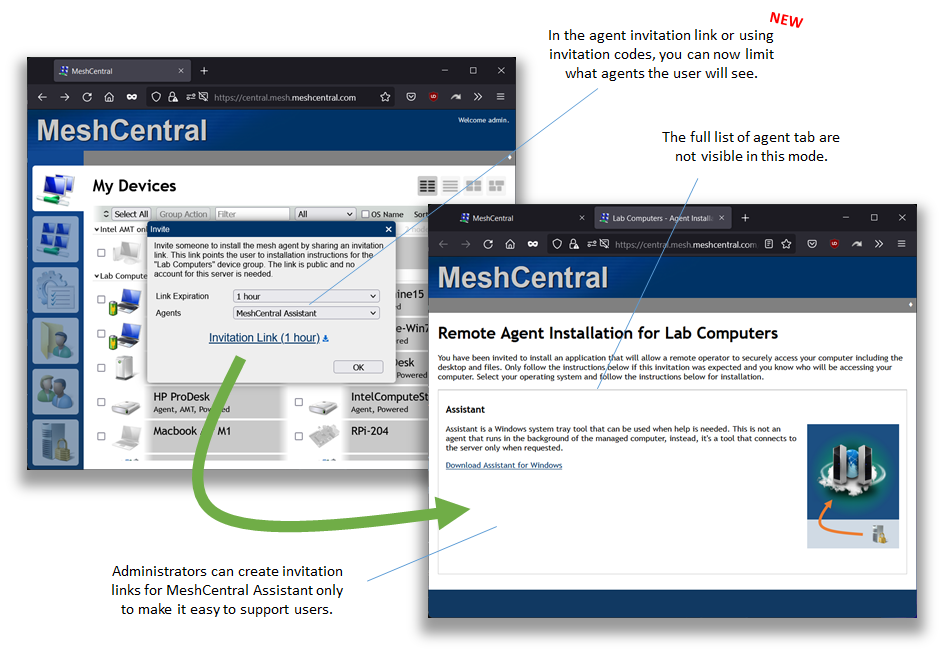 NEW
In the agent invitation link or using
invitation codes, you can now limit
what agents the user will see.
The full list of agent tab are
not visible in this mode.
MeshCentral
https://central.mesh.meshcentral.com
MeshCentral
Welcome admin.
My Devices
Select All
Group Action
Filter
All
OS Name
Sort
Intel AMT on
Lab Compute
Invite
Invite someone to install the mesh agent by sharing an invitation
link. This link points the user to installation instructions for the
"Lab Computers" device group. The link is public and no
account for this server is needed.
Link Expiration
1 hour
Agents
MeshCentral Assistant
Invitation Link (1 hour)
OK
ine15
Powered
e-Win7
Desk
Powered
HP ProDesk
Agent, AMT, Powered
IntelComputeSt
Agent, Powered
Macbook
M1
RPi-204
MeshCentral
Lab Computers - Agent Install
https://central.mesh.meshcentral.com
MeshCentral
Remote Agent Installation for Lab Computers
You have been invited to install an application that will allow a remote operator to securely access your computer including the
desktop and files. Only follow the instructions below if this invitation was expected and you know who will be accessing your
computer. Select your operating system and follow the instructions below for installation.
Assistant
Assistant is a Windows system tray tool that can be used when help is needed. This is not an
agent that runs in the background of the managed computer, instead, it's a tool that connects to
the server only when requested.
Download Assistant for Windows
Administrators can create invitation
links for MeshCentral Assistant only
to make it easy to support users.